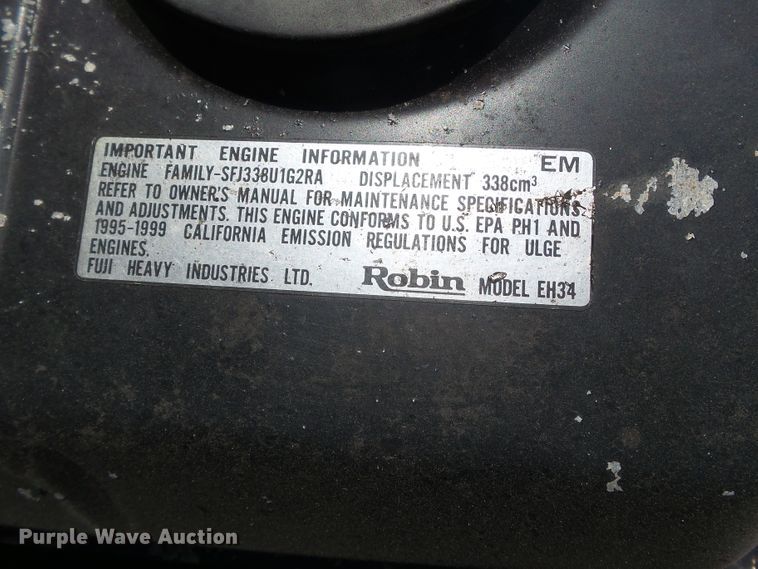 IMPORTANT ENGINE INFORMATION EM
ENGINE FAMILY-SFJ338U1G2RA DISPLACEMENT 338cm³
REFER TO OWNER'S MANUAL FOR MAINTENANCE SPECIFICATIONS
AND ADJUSTMENTS. THIS ENGINE CONFORMS TO U.S. EPA PH1 AND
1995-1999 CALIFORNIA EMISSION REGULATIONS FOR ULGE
ENGINES.
FUJI HEAVY INDUSTRIES LTD. Robin MODEL EH34
Purple Wave Auction